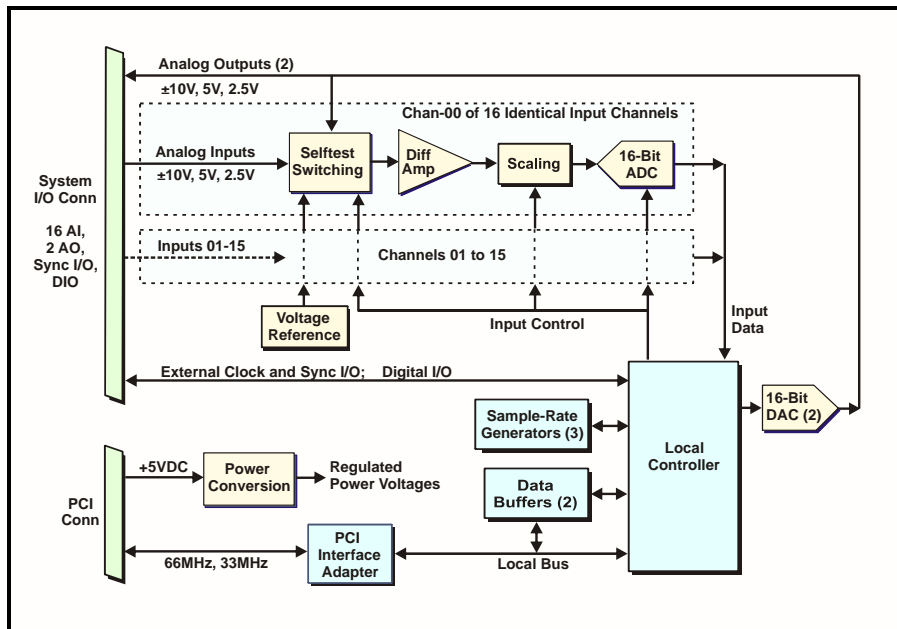 Analog Outputs (2)
±10V, 5V, 2.5V
Chan-00 of 16 Identical Input Channels
Analog Inputs
±10V, 5V, 2.5V
Selftest
Switching
Diff
Amp
Scaling
16-Bit
ADC
System
I/O Conn
16 AI,
2 AO,
Sync I/O,
DIO
Inputs 01-15
Channels 01 to 15
Voltage
Reference
Input Control
Input
Data
External Clock and Sync I/O; Digital I/O
16-Bit
DAC (2)
Sample-Rate
Generators (3)
Local
Controller
+5VDC
Power
Conversion
Regulated
Power Voltages
Data
Buffers (2)
PCI
Conn
66MHz, 33MHz
PCI
Interface
Adapter
Local Bus